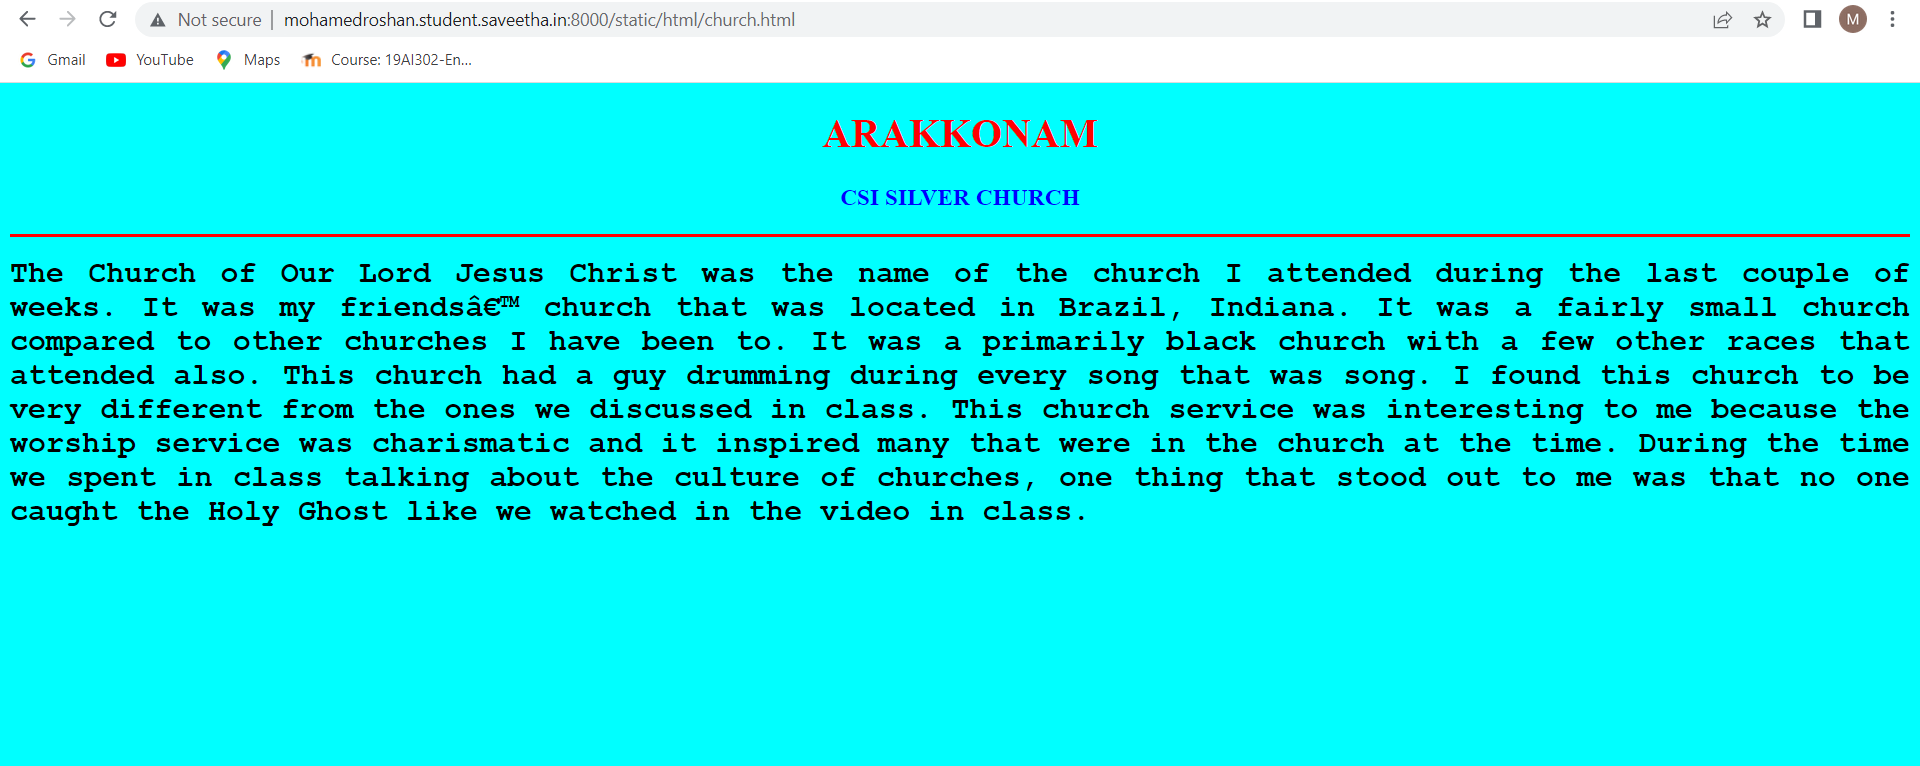 Not secure | mohamedroshan.student.saveetha.in:8000/static/html/church.html
M
Gmail YouTube Maps Course: 19AI302-En...
ARAKKONAM
CSI SILVER CHURCH
The Church of Our Lord Jesus Christ was the name of the church I attended during the last couple of
weeks. It was my friendsâ€™ church that was located in Brazil, Indiana. It was a fairly small church
compared to other churches I have been to. It was a primarily black church with a few other races that
attended also. This church had a guy drumming during every song that was song. I found this church to be
very different from the ones we discussed in class. This church service was interesting to me because the
worship service was charismatic and it inspired many that were in the church at the time. During the time
we spent in class talking about the culture of churches, one thing that stood out to me was that no one
caught the Holy Ghost like we watched in the video in class.